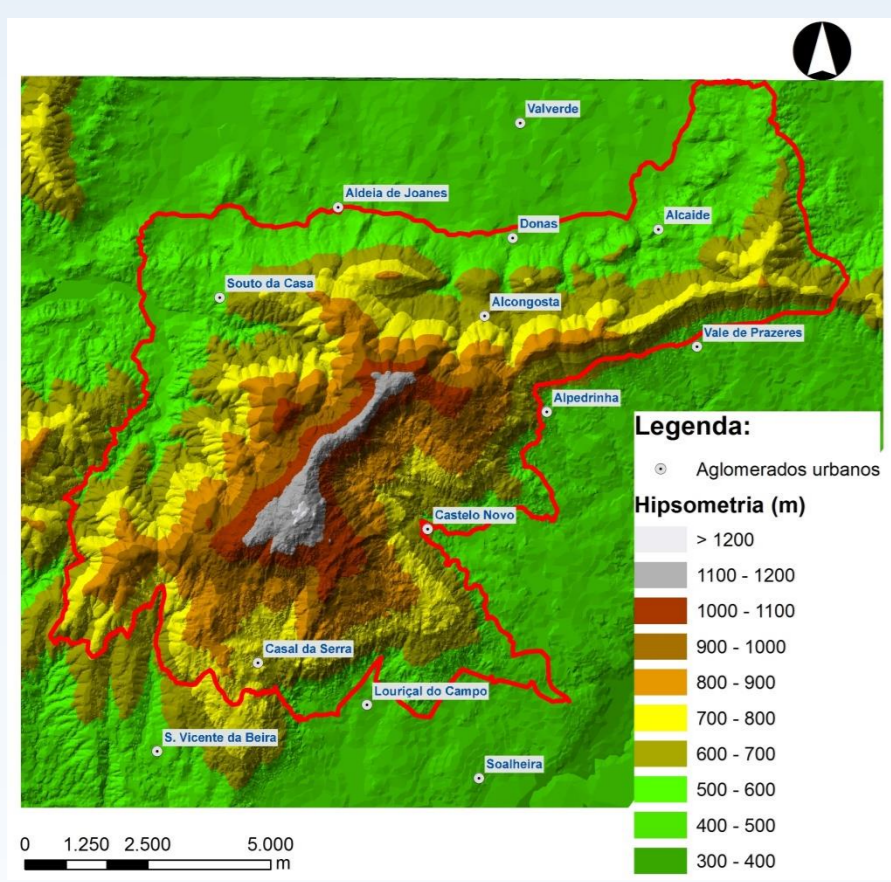 Valverde
Aldeia de Joanes
Alcaide
Donas
Souto da Casa
Alcongosta
Vale de Prazeres
Alpedrinha
Castelo Novo
Casal da Serra
Louriçal do Campo
S. Vicente da Beira
Soalheira
Legenda:
Aglomerados urbanos
Hipsometria (m)
> 1200
1100 - 1200
1000 - 1100
900 - 1000
800 - 900
700 - 800
600 - 700
500 - 600
400 - 500
300 - 400
0 1.250 2.500 5.000
m